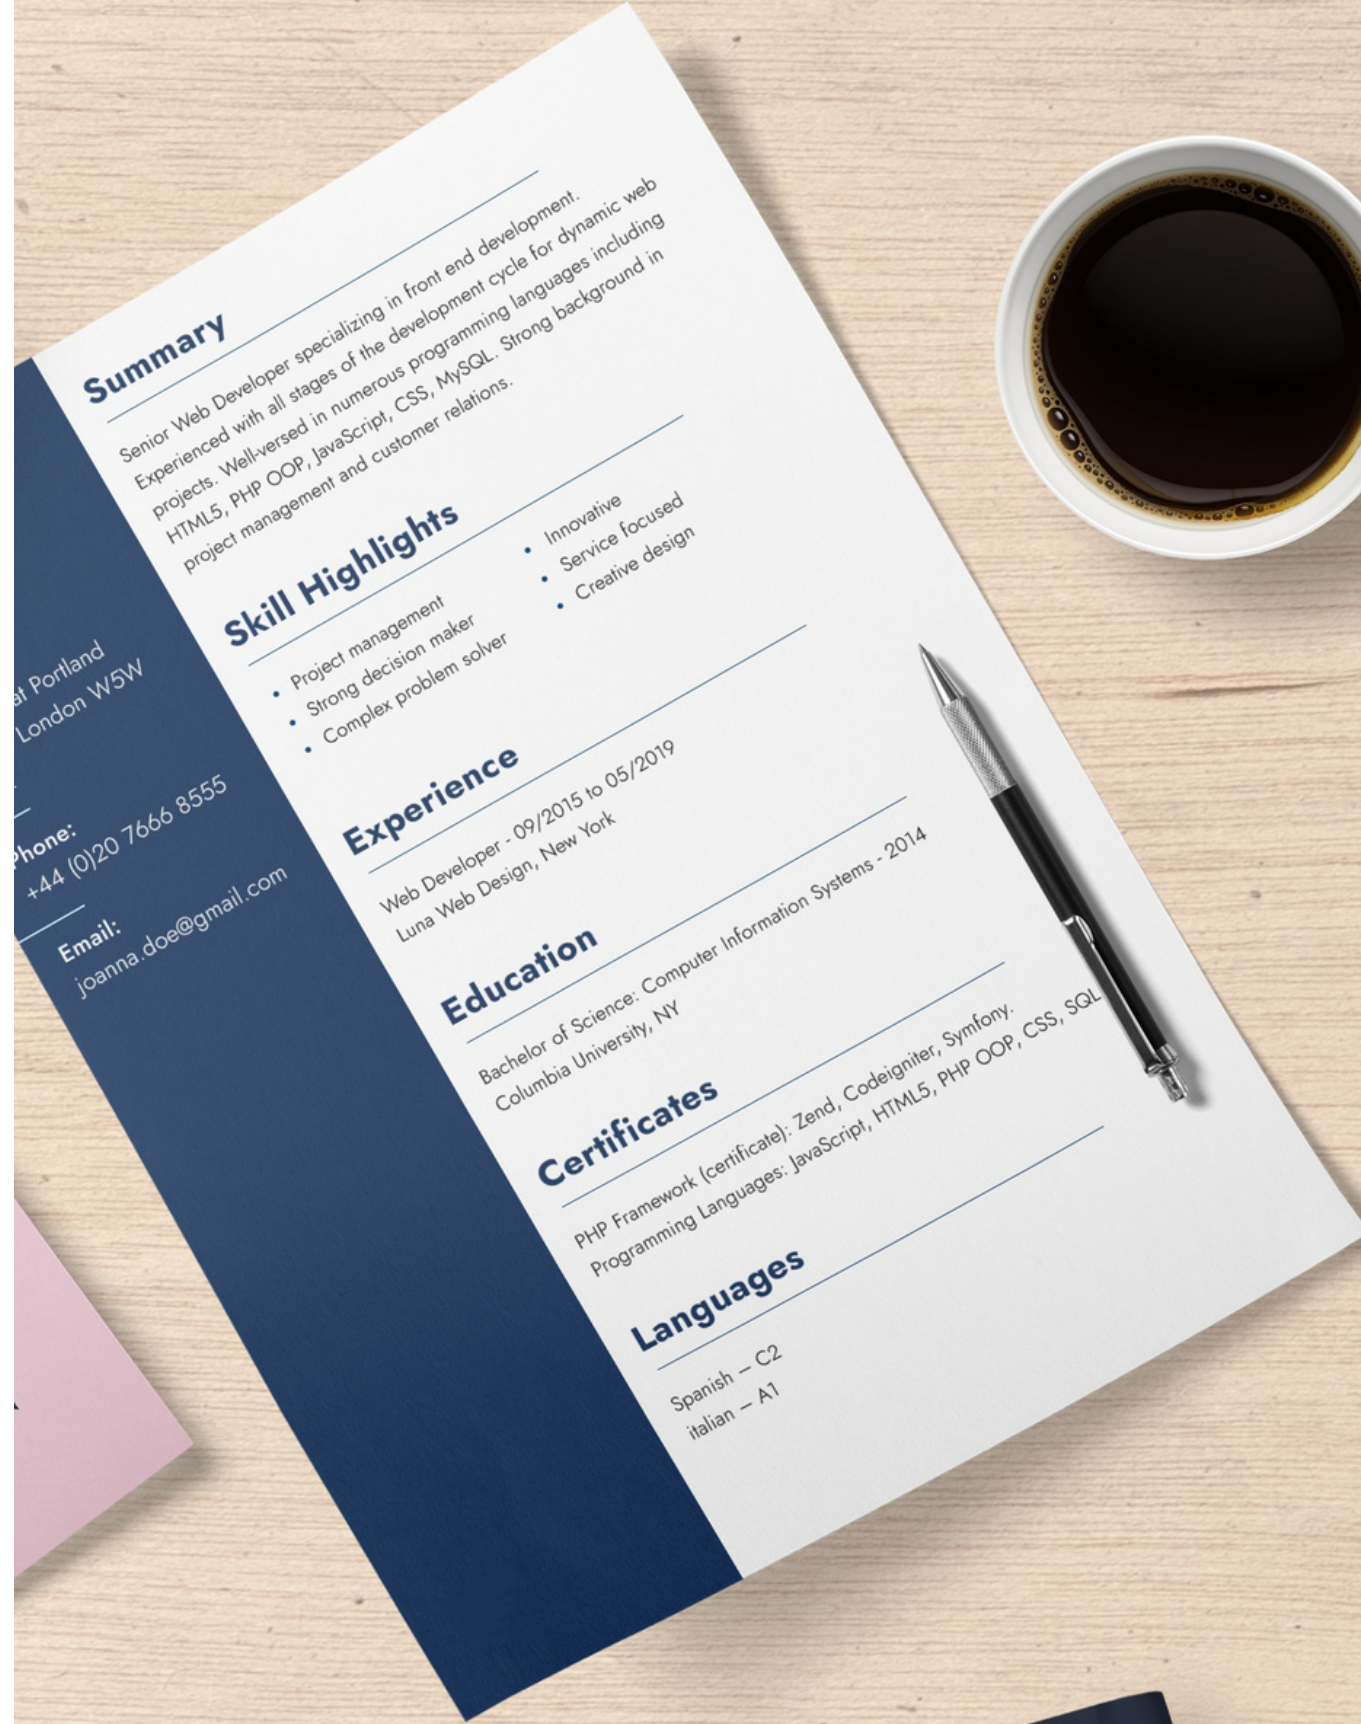 Summary
Senior Web Developer specializing in front end development.
Experienced with all stages of the development cycle for dynamic web
projects. Well-versed in numerous programming languages including
HTML5, PHP OOP, JavaScript, CSS, MySQL. Strong background in
project management and customer relations.
Skill Highlights
• Project management
• Strong decision maker
• Complex problem solver
• Innovative
• Service focused
• Creative design
Experience
Web Developer - 09/2015 to 05/2019
Luna Web Design, New York
Education
Bachelor of Science: Computer Information Systems - 2014
Columbia University, NY
Certificates
PHP Framework (certificate): Zend, Codeigniter, Symfony.
Programming Languages: JavaScript, HTML5, PHP OOP, CSS, SQL
Languages
Spanish – C2
italian – A1
Portland
London W5W
Phone:
+44 (0)20 7666 8555
Email:
joanna.doe@gmail.com